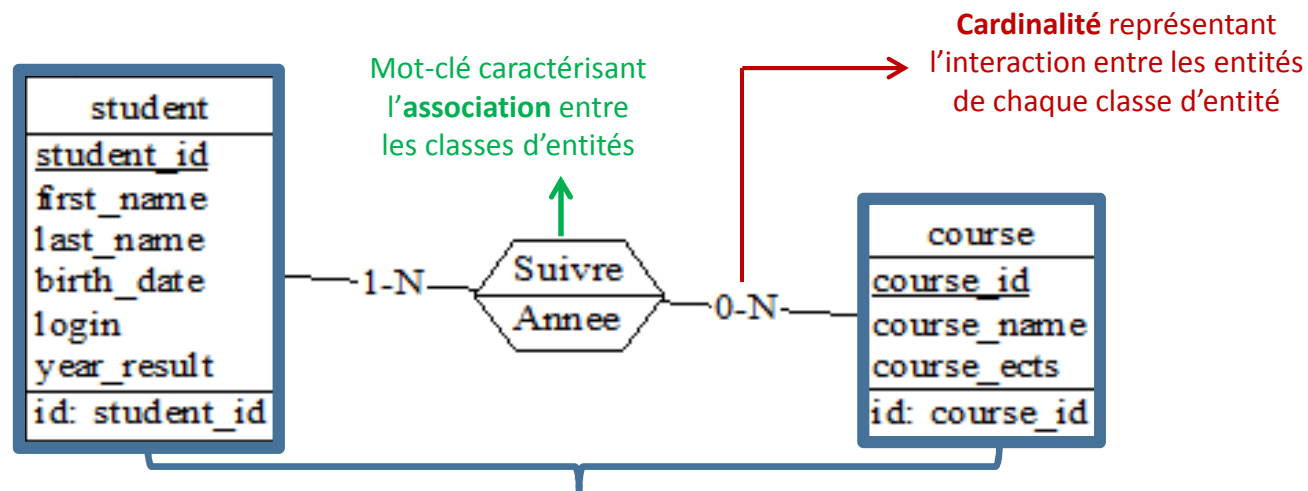 Cardinalité représentant
l'interaction entre les entités
de chaque classe d'entité
Mot-clé caractérisant
l'association entre
les classes d'entités
student
student_id
first_name
last_name
birth_date
login
year_result
id: student_id
1-N
Suivre
Annee
0-N
course
course_id
course_name
course_ects
id: course_id